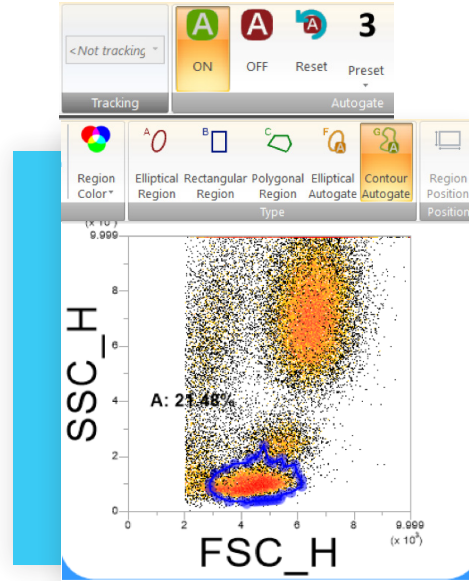 <Not tracking
A A A 3
ON OFF Reset Preset
Tracking Autogate
A B C F G
A A
Region Elliptical Rectangular Polygonal Elliptical Contour Region
Color Region Region Region Autogate Autogate Position
Type Position
9.999
8
6
4
2
0
SSC_H
A: 21.48%
0 2 4 6 8 9.999
(x 10³)
FSC_H